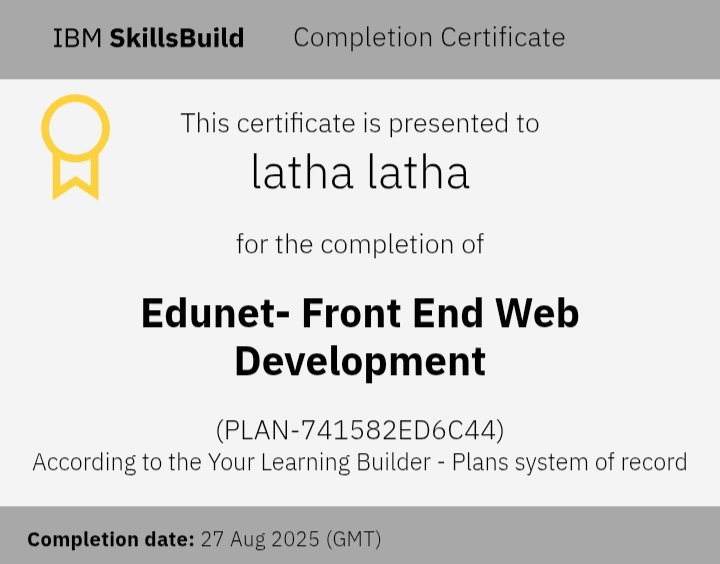 IBM SkillsBuild Completion Certificate
This certificate is presented to
latha latha
for the completion of
Edunet- Front End Web
Development
(PLAN-741582ED6C44)
According to the Your Learning Builder - Plans system of record
Completion date: 27 Aug 2025 (GMT)